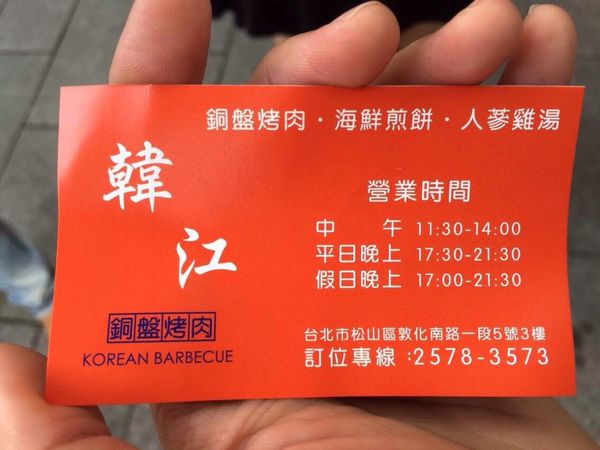 銅盤烤肉・海鮮煎餅・人蔘雞湯
韓江
營業時間
中 午 11:30-14:00
平日晚上 17:30-21:30
假日晚上 17:00-21:30
銅盤烤肉
KOREAN BARBECUE
台北市松山區敦化南路一段5號3樓
訂位專線:2578-3573